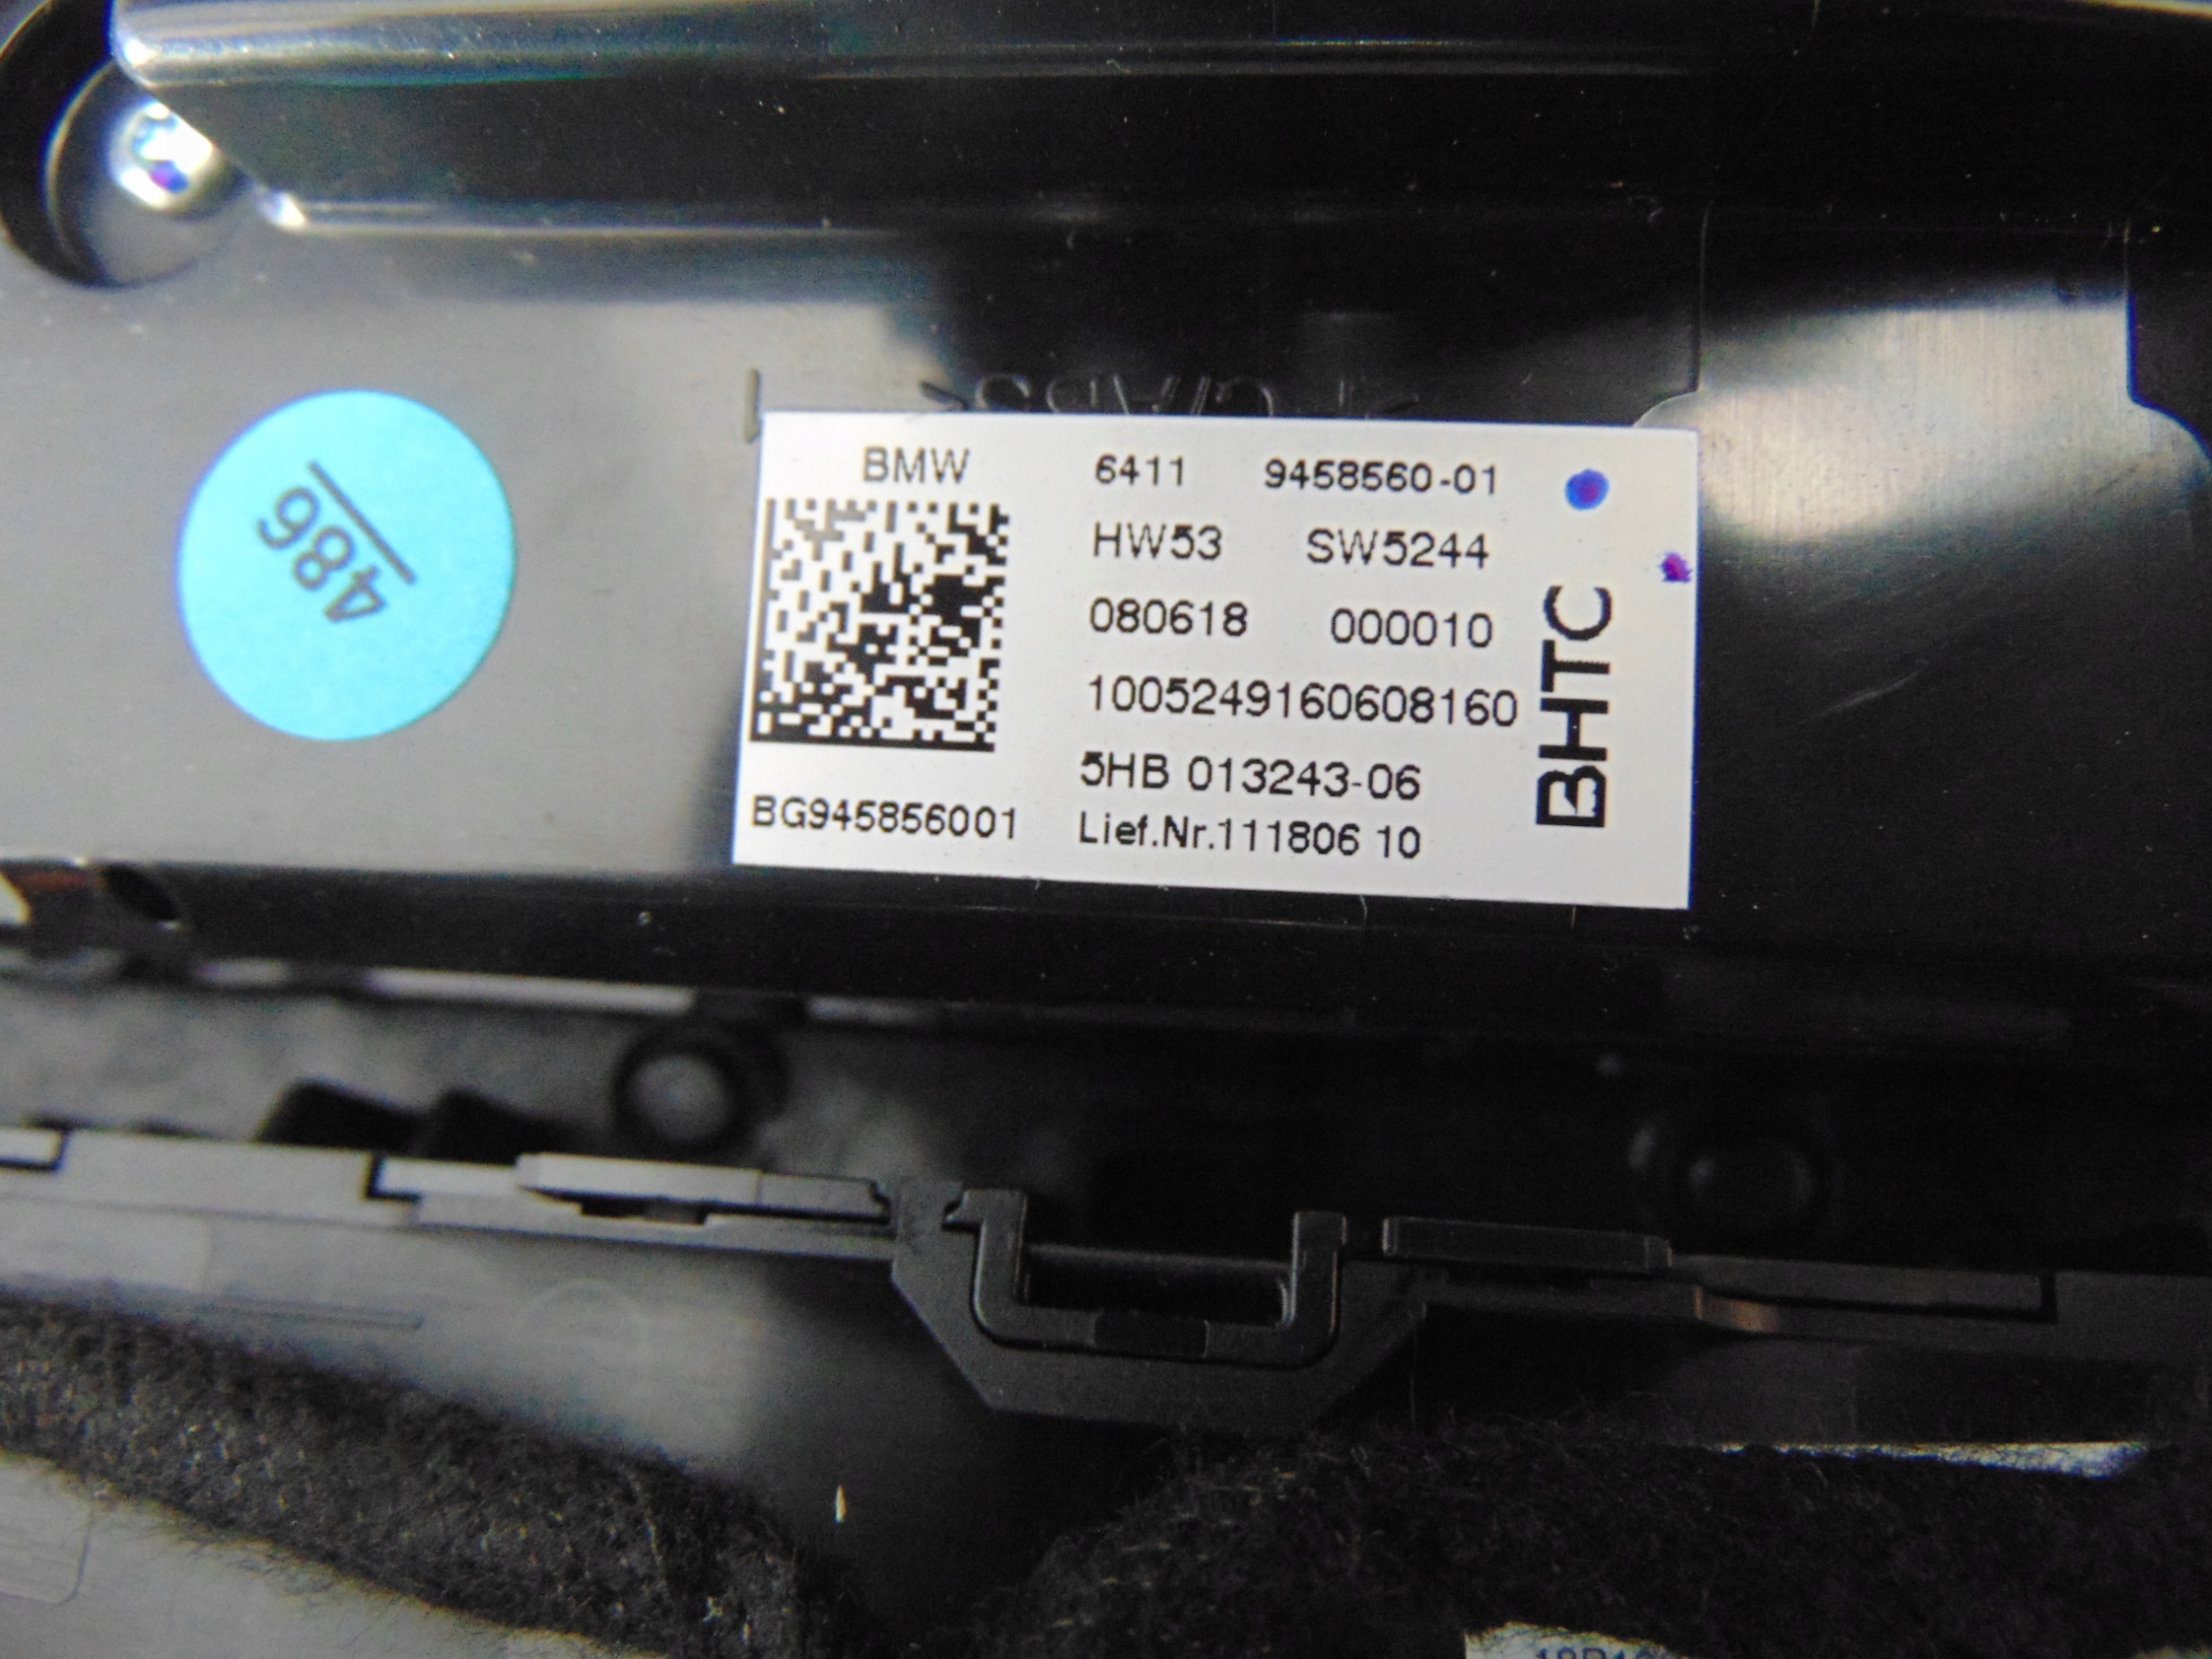 486
BMW 6411 9458560-01
HW53 SW5244
080618 000010
1005249160608160
5HB 013243-06
BG945856001 Lief.Nr.111806 10
BHTC